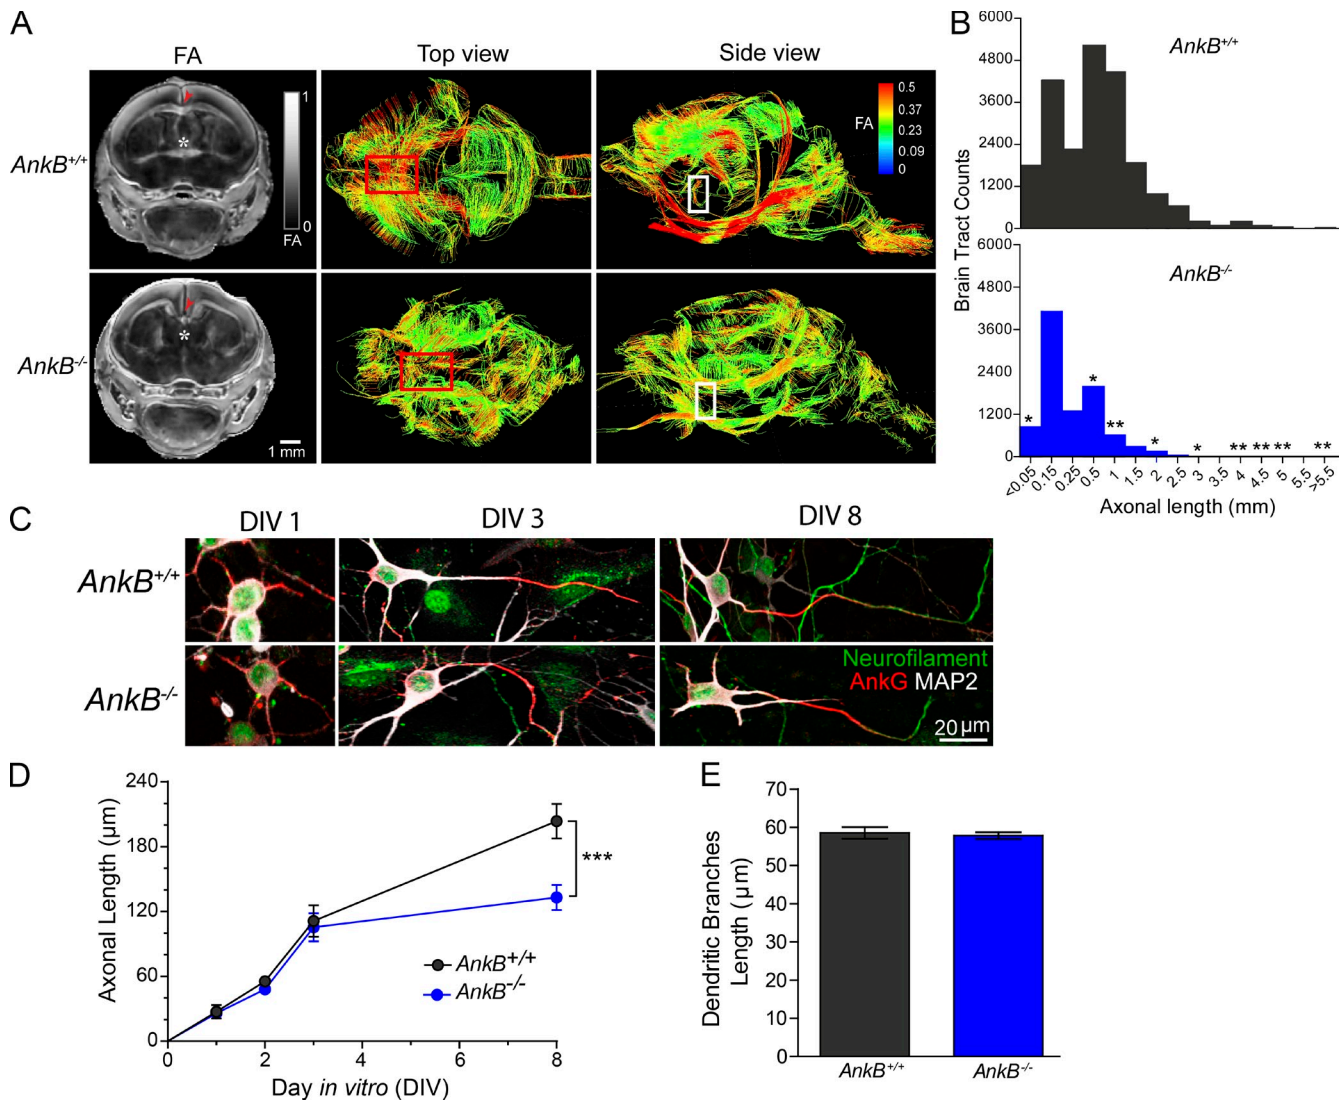 A
FA
Top view
Side view
AnkB+/+
1
0
FA
FA
0.5
0.37
0.23
0.09
0
AnkB-/-
*
*
1 mm
B
Brain Tract Counts
6000
4800
3600
2400
1200
0
AnkB+/+
6000
4800
3600
2400
1200
0
AnkB-/-
* * ** * * ** ** ** **
<0.05 0.15 0.25 0.5 1 1.5 2 2.5 3 3.5 4 4.5 5 5.5 >5.5
Axonal length (mm)
C
DIV 1
DIV 3
DIV 8
AnkB+/+
AnkB-/-
Neurofilament
AnkG MAP2
20 µm
D
Axonal Length (µm)
240
180
120
60
0
***
AnkB+/+
AnkB-/-
0 2 4 6 8
Day in vitro (DIV)
E
Dendritic Branches
Length (µm)
70
60
50
40
30
20
10
0
AnkB+/+
AnkB-/-